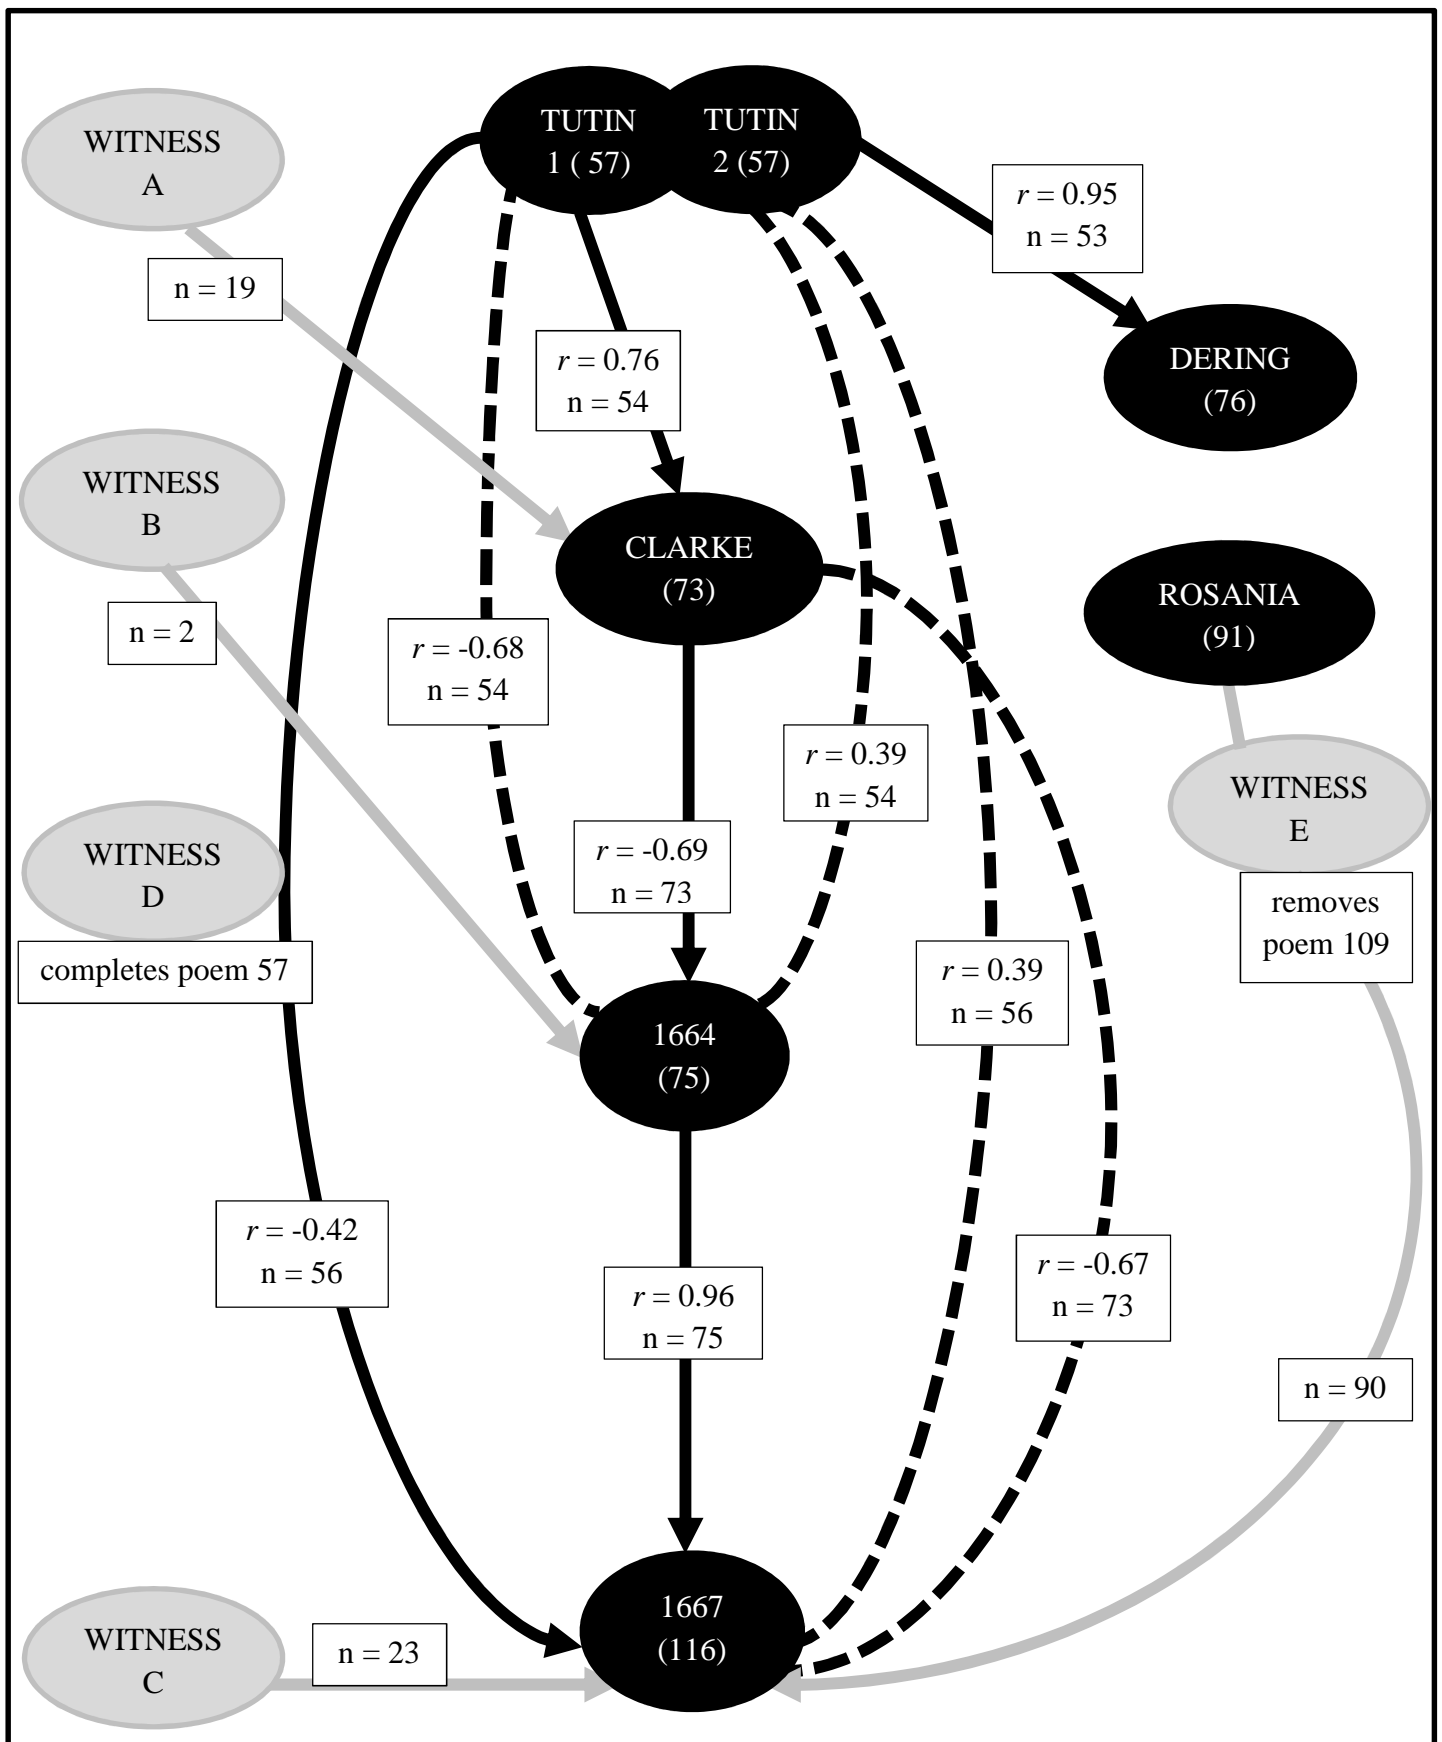 TUTIN
1 ( 57)
TUTIN
2 (57)
WITNESS
A
r = 0.95
n = 53
n = 19
r = 0.76
n = 54
DERING
(76)
WITNESS
B
CLARKE
(73)
ROSANIA
(91)
n = 2
r = -0.68
n = 54
r = 0.39
n = 54
WITNESS
E
removes
poem 109
WITNESS
D
completes poem 57
r = -0.69
n = 73
r = 0.39
n = 56
1664
(75)
r = -0.42
n = 56
r = 0.96
n = 75
r = -0.67
n = 73
n = 90
1667
(116)
WITNESS
C
n = 23